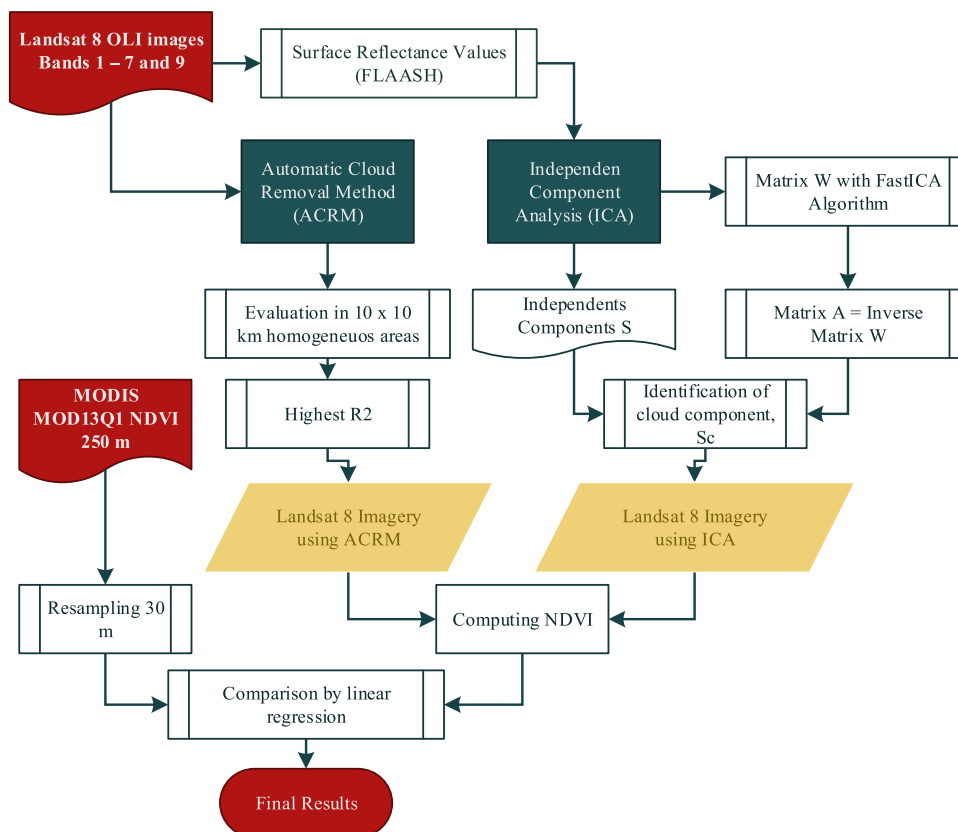 Landsat 8 OLI images
Bands 1 – 7 and 9
Surface Reflectance Values
(FLAASH)
Automatic Cloud
Removal Method
(ACRM)
Independen
Component
Analysis (ICA)
Matrix W with FastICA
Algorithm
Evaluation in 10 x 10
km homogeneuos areas
Independents
Components S
Matrix A = Inverse
Matrix W
MODIS
MOD13Q1 NDVI
250 m
Highest R2
Identification of
cloud component,
Sc
Landsat 8 Imagery
using ACRM
Landsat 8 Imagery
using ICA
Resampling 30
m
Computing NDVI
Comparison by linear
regression
Final Results